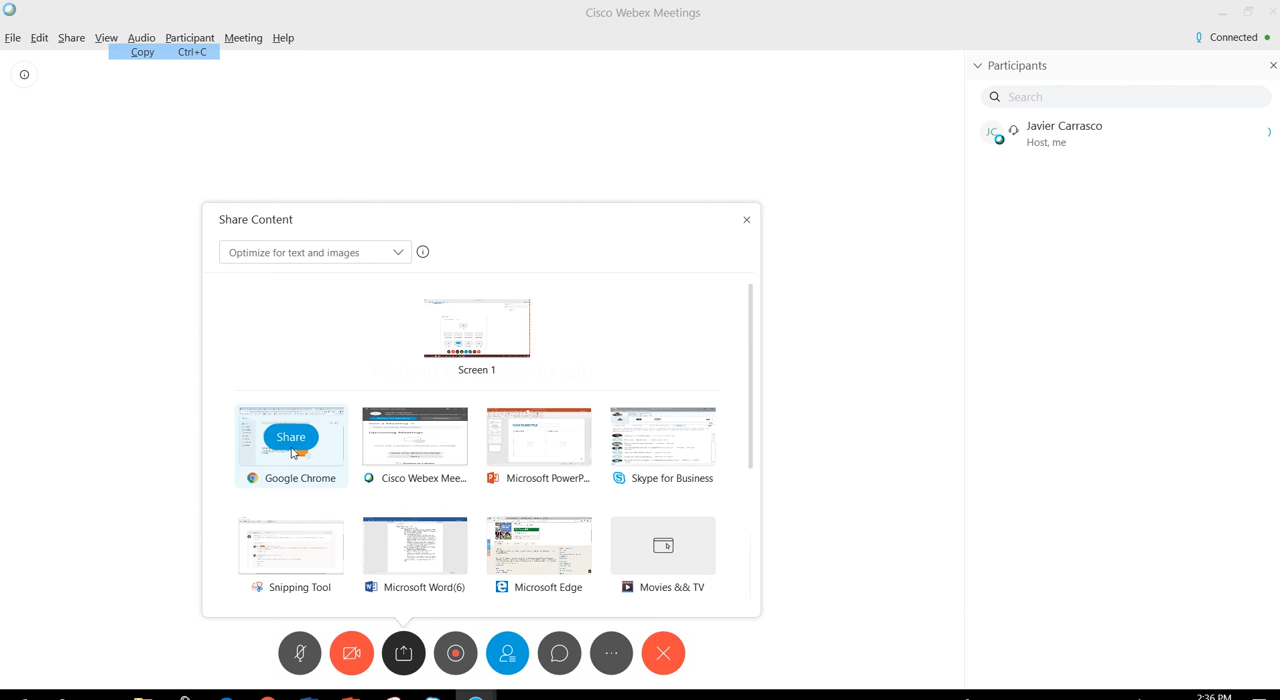 Cisco Webex Meetings
File Edit Share View Audio Participant Meeting Help
Connected
Copy Ctrl+C
Participants
Search
JC
Javier Carrasco
Host, me
Share Content
Optimize for text and images
Screen 1
Share
Google Chrome Cisco Webex Mee... Microsoft PowerP... Skype for Business
Snipping Tool Microsoft Word(6) Microsoft Edge Movies && TV
2:36 PM